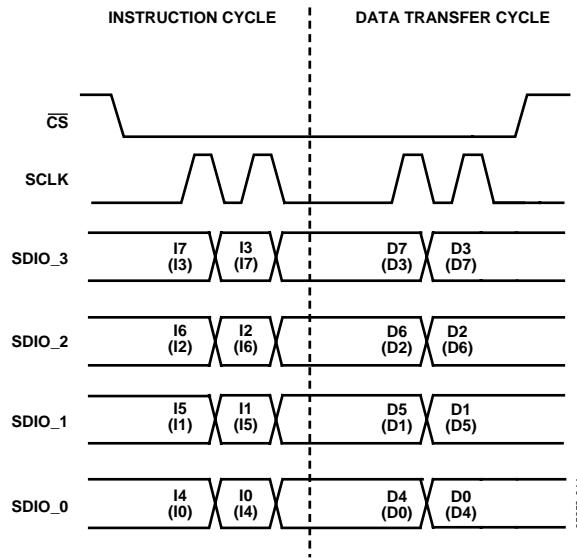 INSTRUCTION CYCLE DATA TRANSFER CYCLE
CS
SCLK
SDIO_3 I7 (I3) I3 (I7) D7 (D3) D3 (D7)
SDIO_2 I6 (I2) I2 (I6) D6 (D2) D2 (D6)
SDIO_1 I5 (I1) I1 (I5) D5 (D1) D1 (D5)
SDIO_0 I4 (I0) I0 (I4) D4 (D0) D0 (D4)